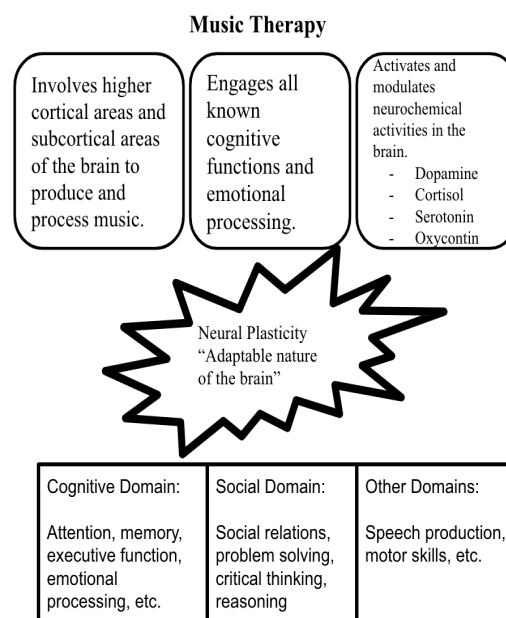 Music Therapy
Involves higher
cortical areas and
subcortical areas
of the brain to
produce and
process music.
Engages all
known
cognitive
functions and
emotional
processing.
Activates and
modulates
neurochemical
activities in the
brain.
- Dopamine
- Cortisol
- Serotonin
- Oxycontin
Neural Plasticity
“Adaptable nature
of the brain”
Cognitive Domain:
Attention, memory,
executive function,
emotional
processing, etc.
Social Domain:
Social relations,
problem solving,
critical thinking,
reasoning
Other Domains:
Speech production,
motor skills, etc.